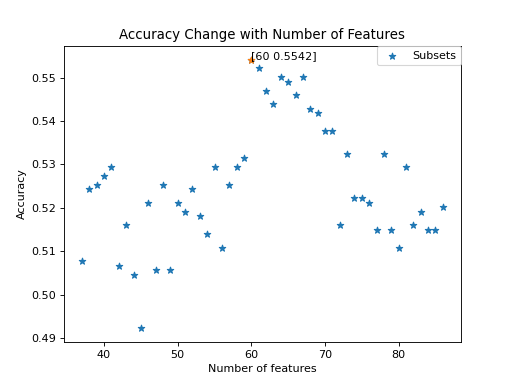 Accuracy Change with Number of Features
[60 0.5542]
Subsets
0.55
0.54
0.53
0.52
0.51
0.50
0.49
Accuracy
40 50 60 70 80
Number of features